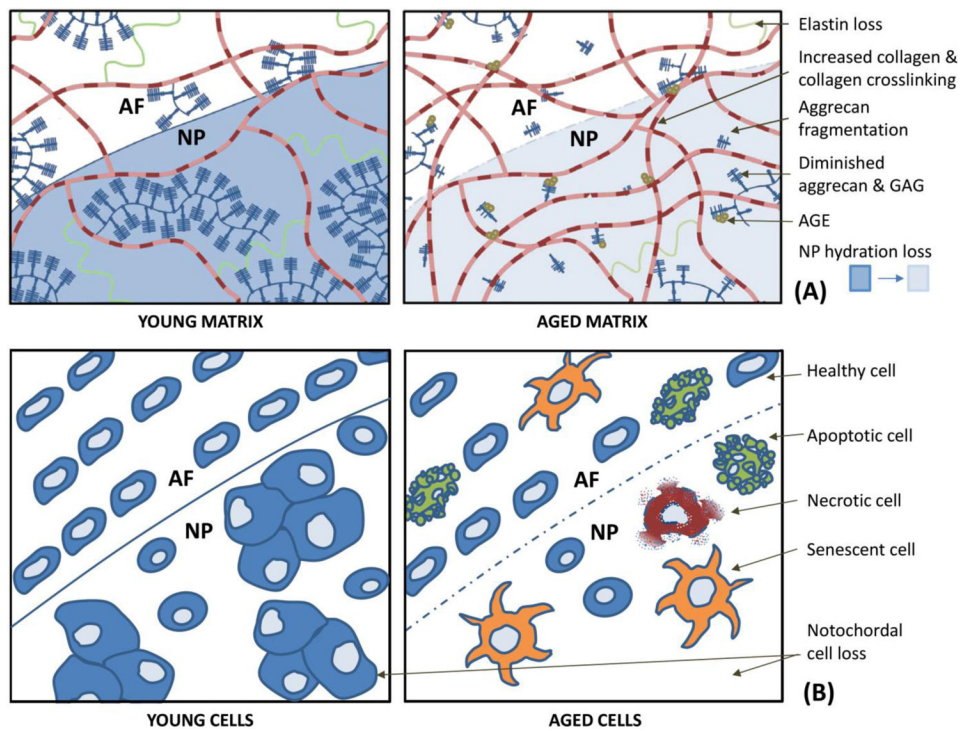 AF
NP
AF
NP
Elastin loss
Increased collagen &
collagen crosslinking
Aggrecan
fragmentation
Diminished
aggrecan & GAG
AGE
NP hydration loss
(A)
YOUNG MATRIX
AGED MATRIX
AF
NP
AF
NP
Healthy cell
Apoptotic cell
Necrotic cell
Senescent cell
Notochordal
cell loss
(B)
YOUNG CELLS
AGED CELLS